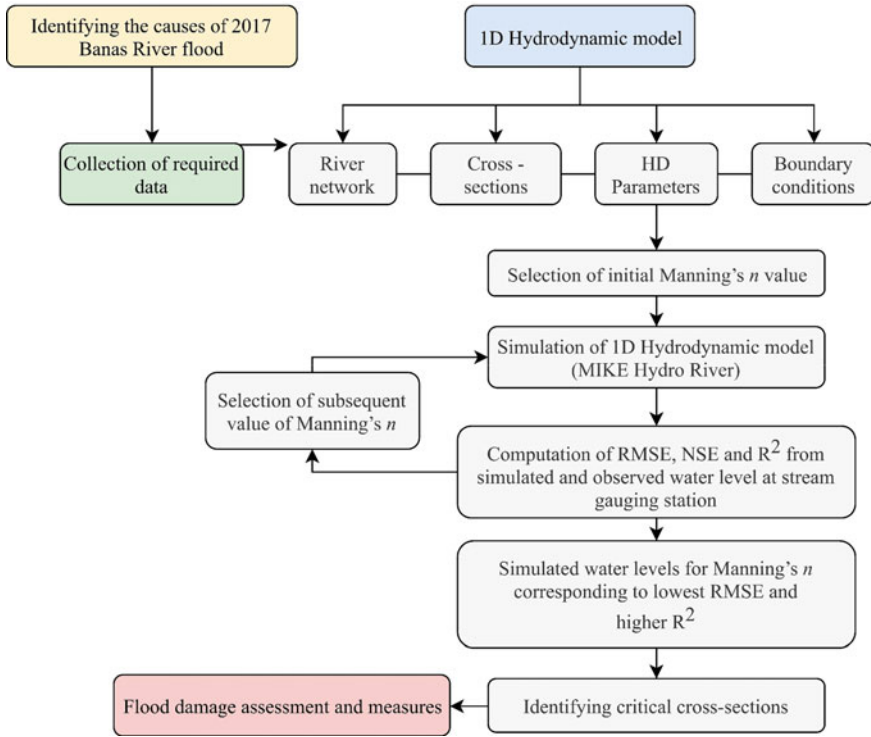 Identifying the causes of 2017
Banas River flood
1D Hydrodynamic model
Collection of required
data
River
network
Cross -
sections
HD
Parameters
Boundary
conditions
Selection of initial Manning's n value
Simulation of 1D Hydrodynamic model
(MIKE Hydro River)
Selection of subsequent
value of Manning's n
Computation of RMSE, NSE and R2 from
simulated and observed water level at stream
gauging station
Simulated water levels for Manning's n
corresponding to lowest RMSE and
higher R2
Flood damage assessment and measures
Identifying critical cross-sections